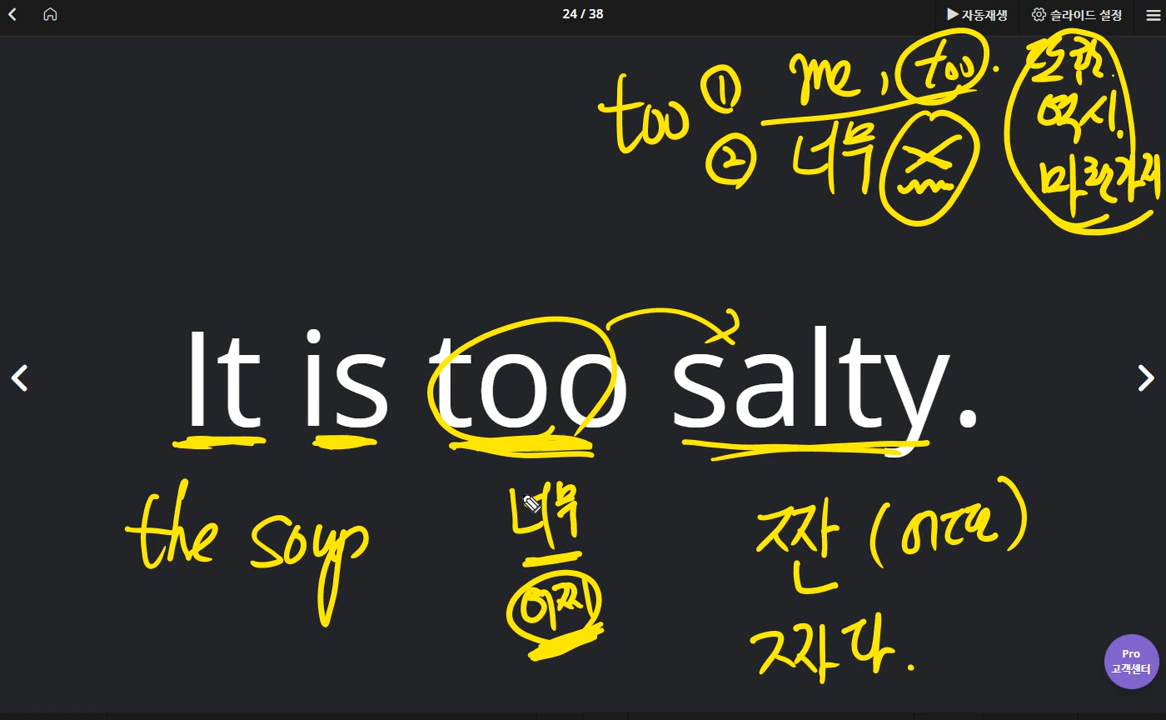 24 / 38
자동재생
슬라이드 설정
too ① me, too.
② 너무 X
또한.
역시.
마찬가지
It is too salty.
the soup
너무
짠 (이다)
짜다.
Pro
고객센터